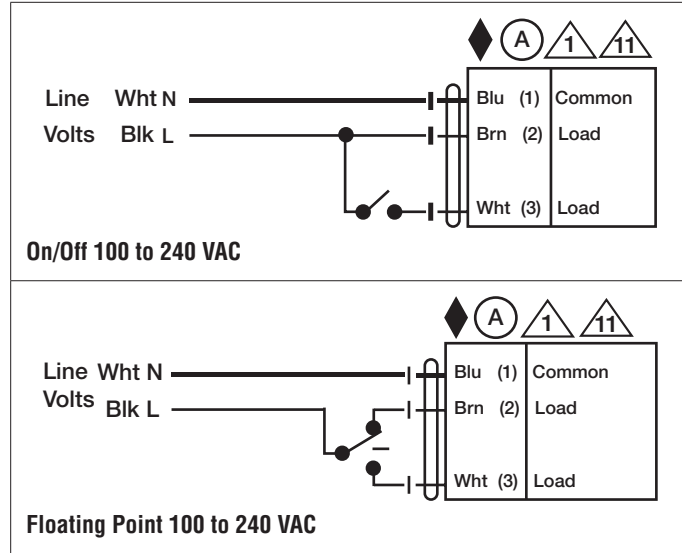 A 1 11
Line Wht N Blu (1) Common
Volts Blk L Brn (2) Load
Wht (3) Load
On/Off 100 to 240 VAC
A 1 11
Line Wht N Blu (1) Common
Volts Blk L Brn (2) Load
Wht (3) Load
Floating Point 100 to 240 VAC